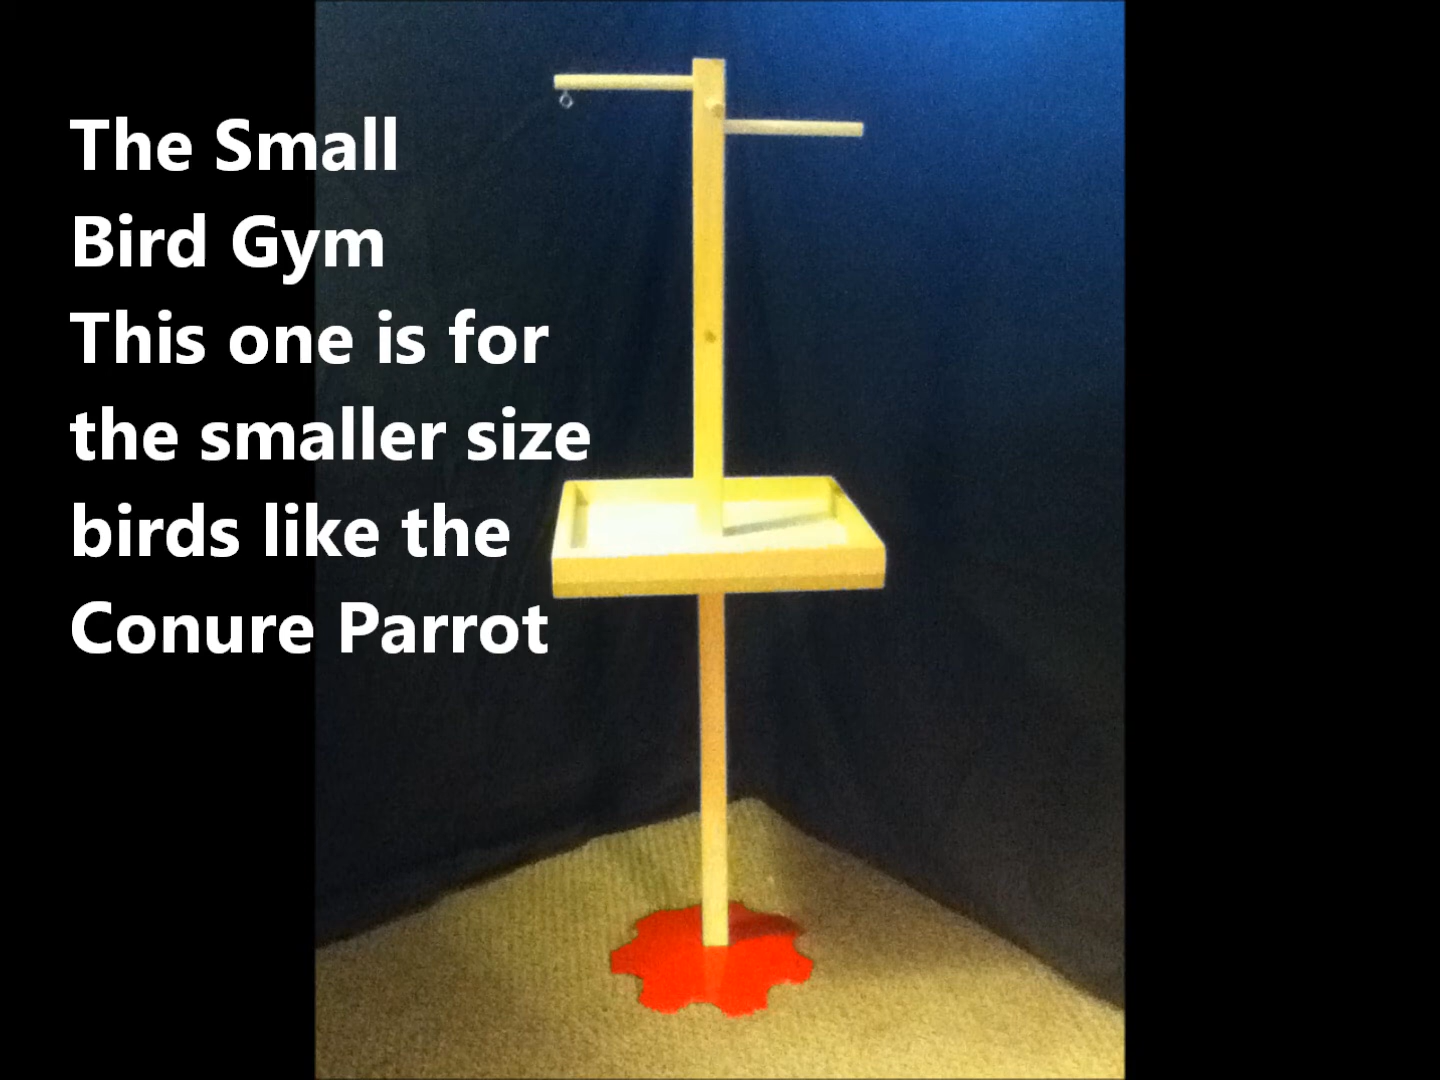 The Small
Bird Gym
This one is for
the smaller size
birds like the
Conure Parrot